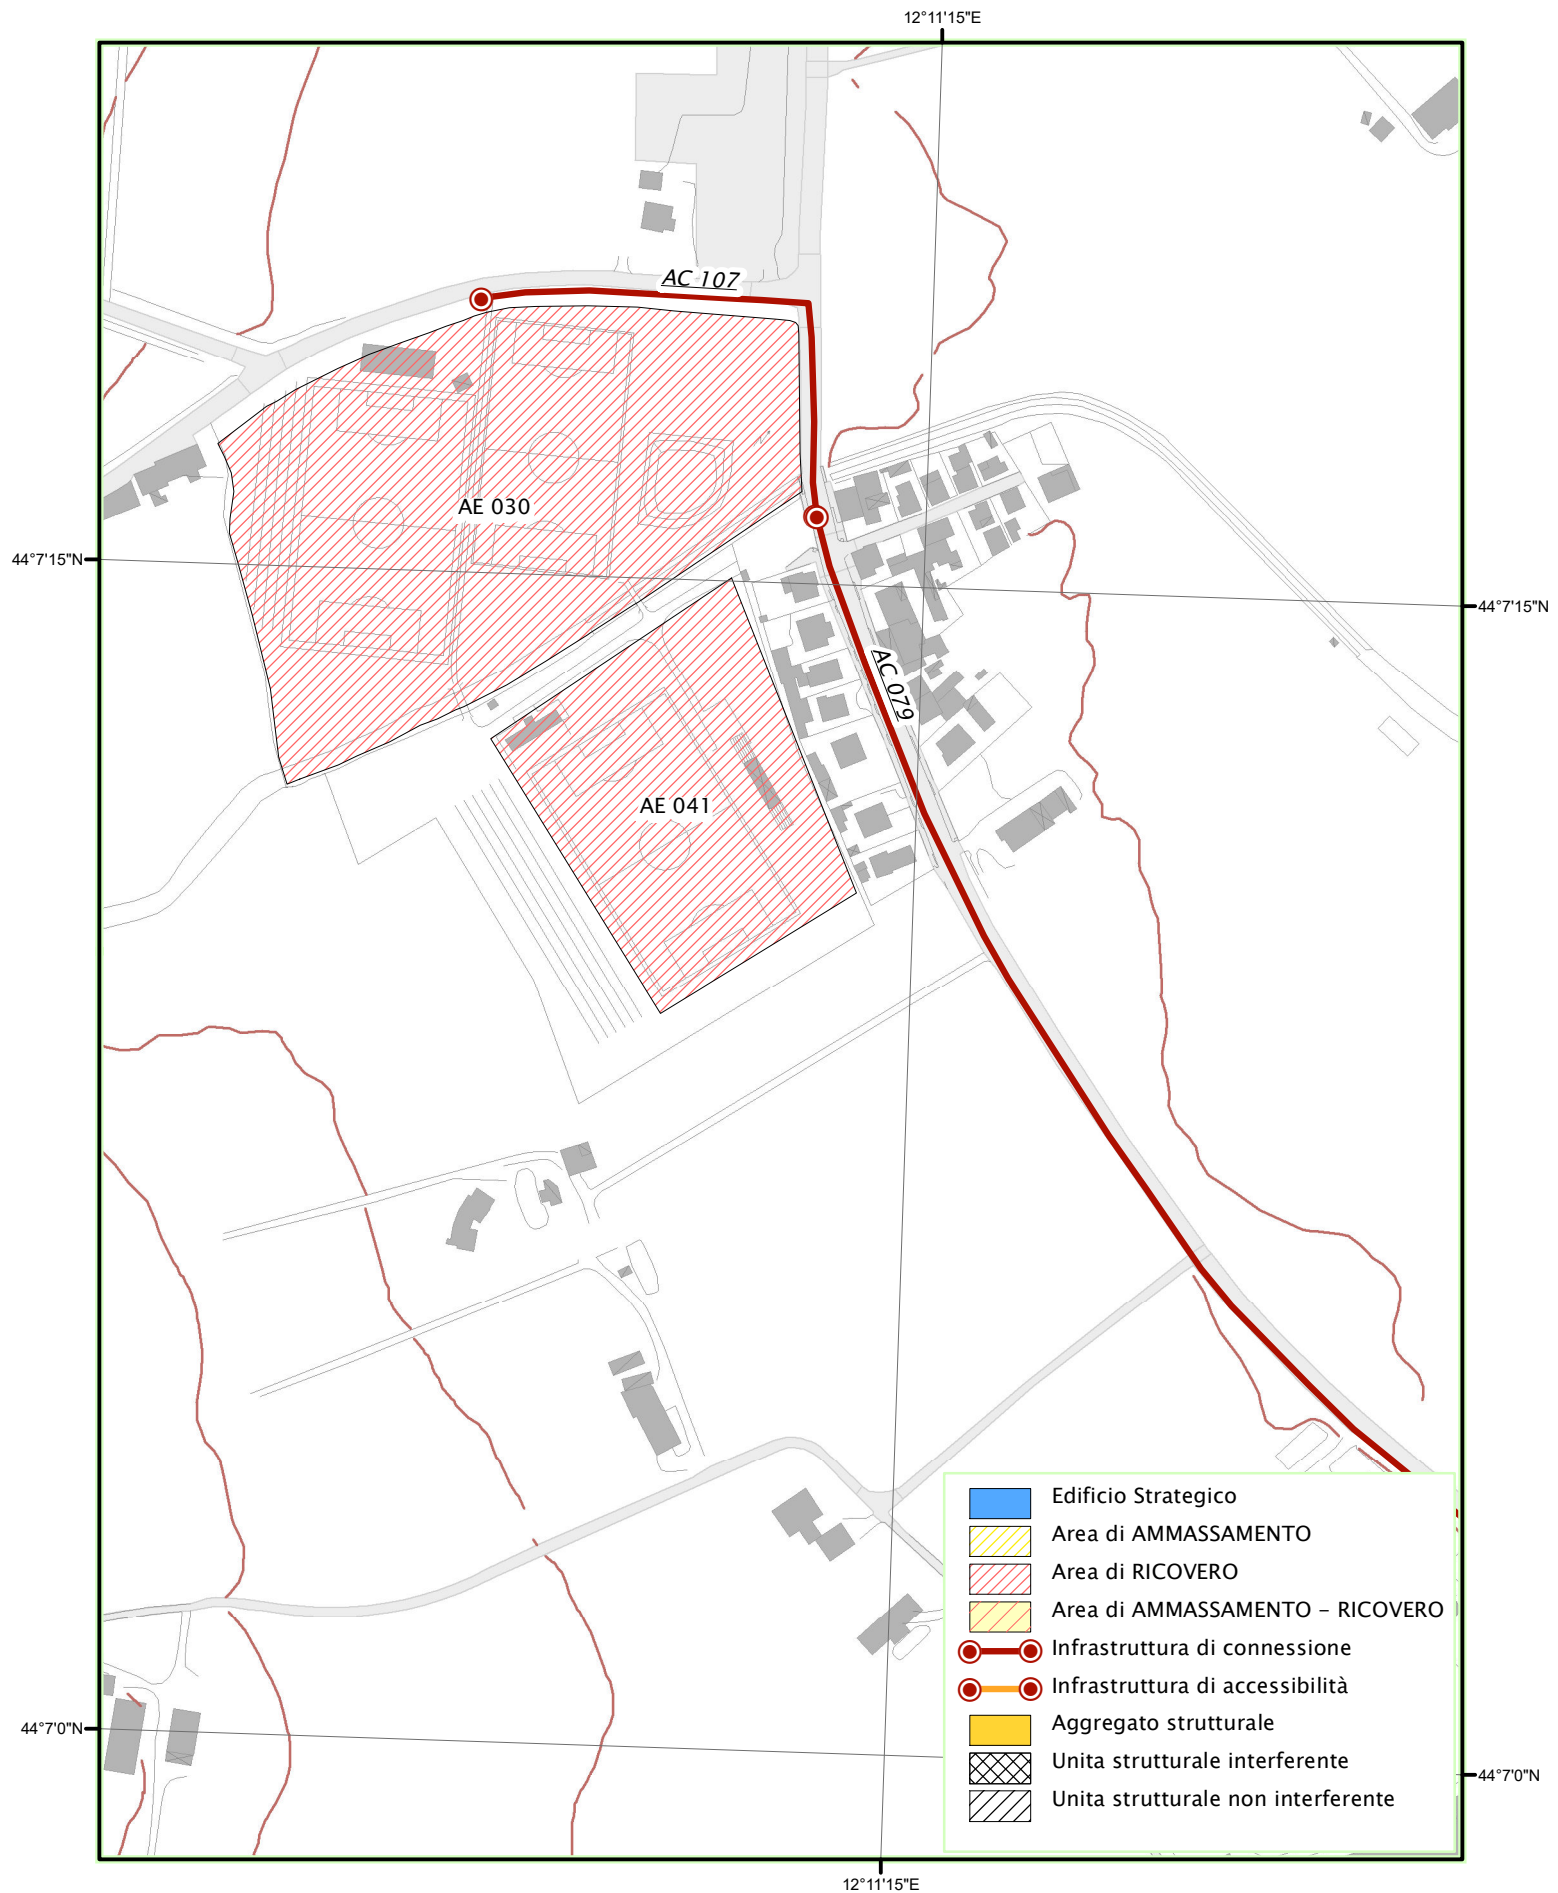 12°11'15"E
AC 107
AE 030
44°7'15"N
44°7'15"N
AC 079
AE 041
Edificio Strategico
Area di AMMASSAMENTO
Area di RICOVERO
Area di AMMASSAMENTO – RICOVERO
Infrastruttura di connessione
Infrastruttura di accessibilità
Aggregato strutturale
Unita strutturale interferente
Unita strutturale non interferente
44°7'0"N
44°7'0"N
12°11'15"E